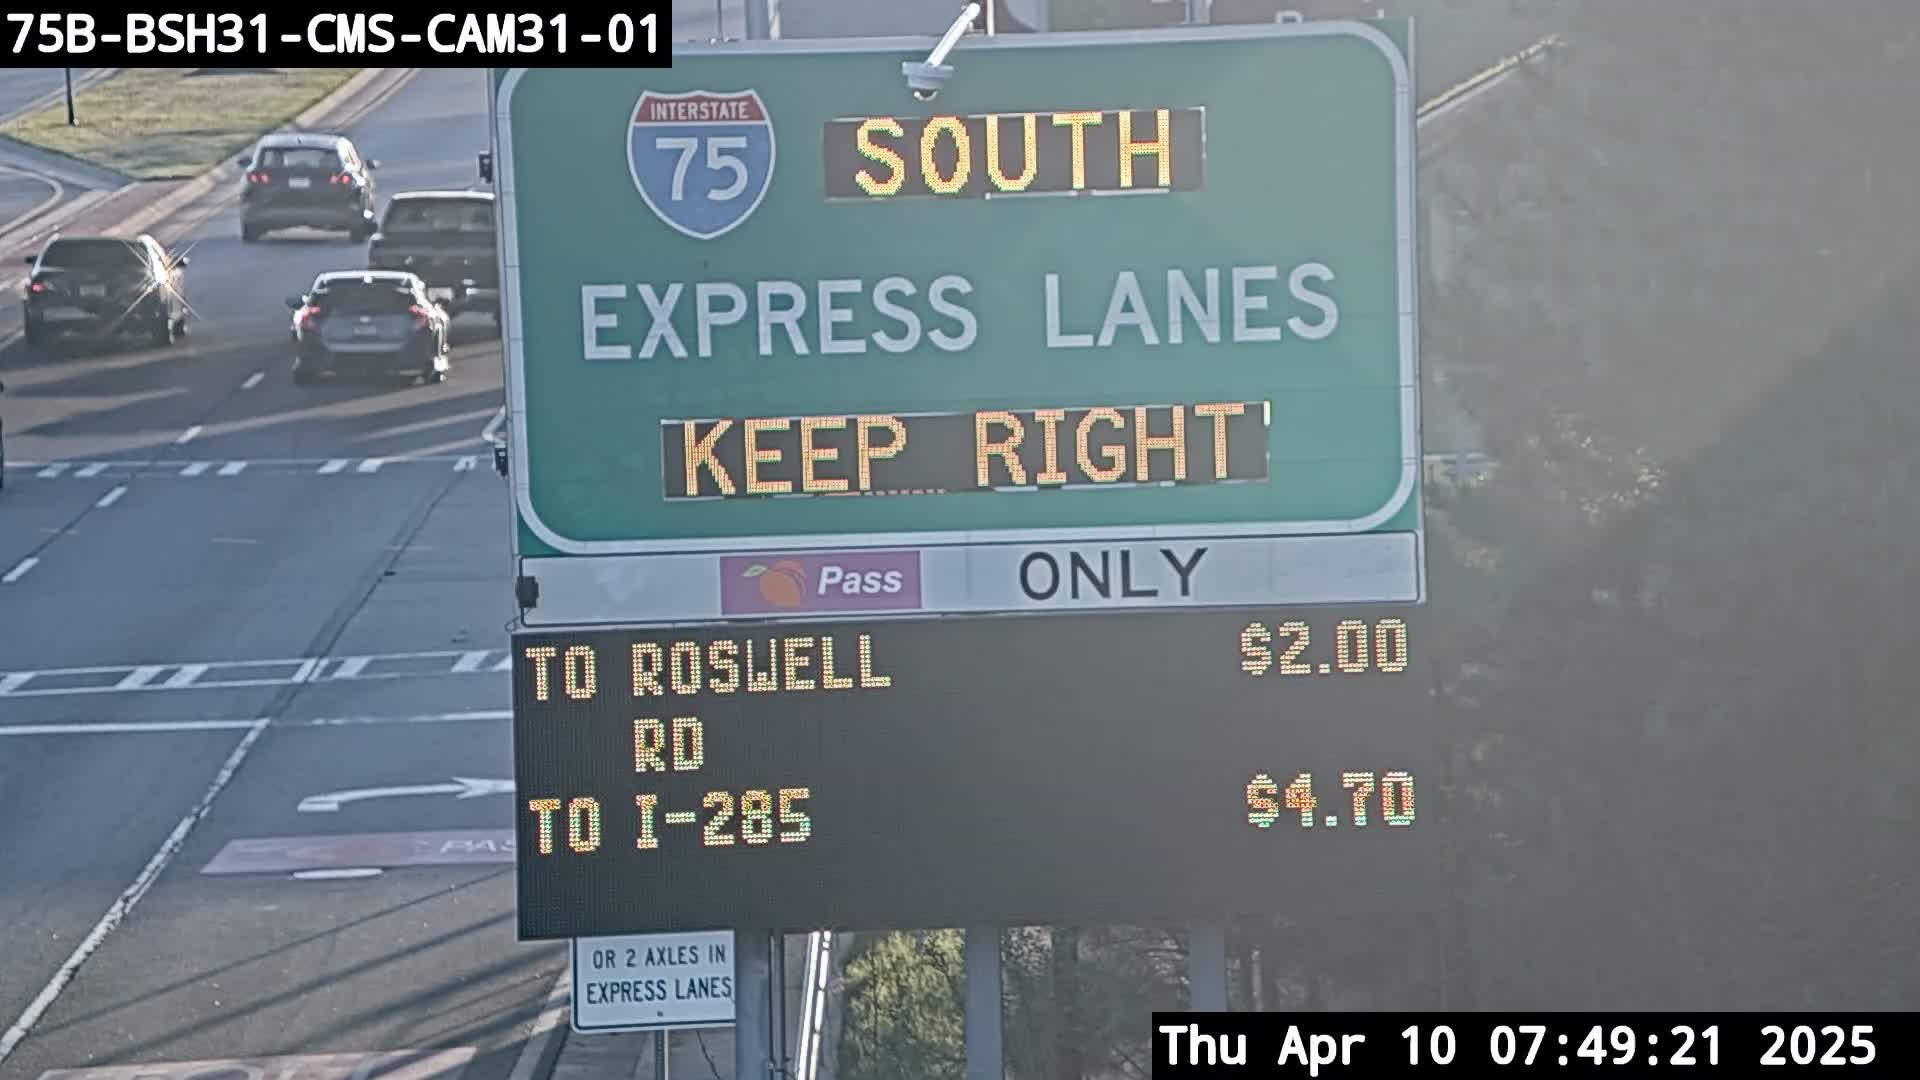 75B-BSH31-CMS-CAM31-01
INTERSTATE
75
SOUTH
EXPRESS LANES
KEEP RIGHT
Pass ONLY
TO ROSWELL $2.00
RD
TO I-285 $4.70
OR 2 AXLES IN
EXPRESS LANES
Thu Apr 10 07:49:21 2025